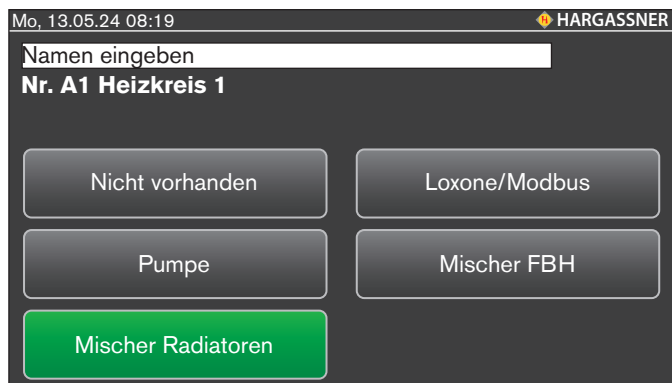 Mo, 13.05.24 08:19 HARGASSNER
Namen eingeben
Nr. A1 Heizkreis 1
Nicht vorhanden Loxone/Modbus
Pumpe Mischer FBH
Mischer Radiatoren